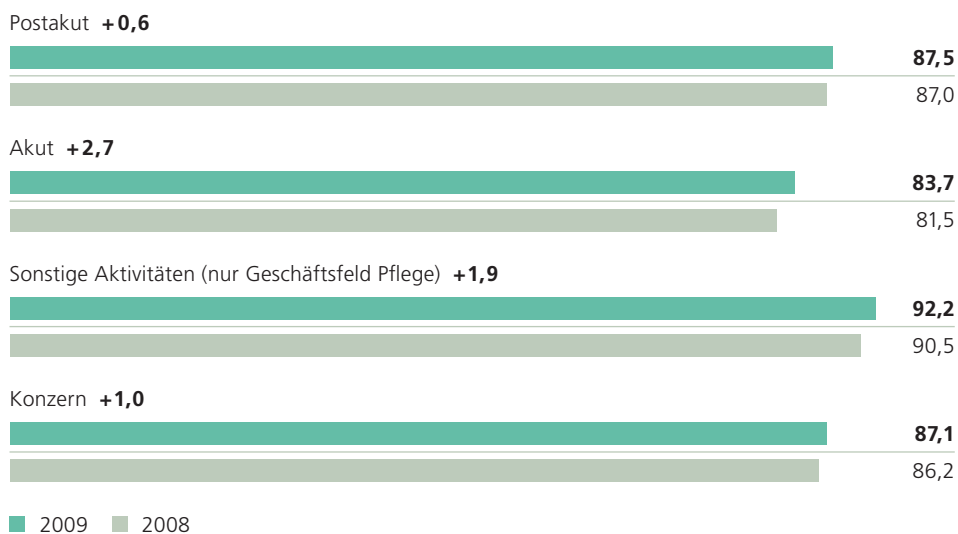 Postakut +0,6
87,5
87,0
Akut +2,7
83,7
81,5
Sonstige Aktivitäten (nur Geschäftsfeld Pflege) +1,9
92,2
90,5
Konzern +1,0
87,1
86,2
2009 2008